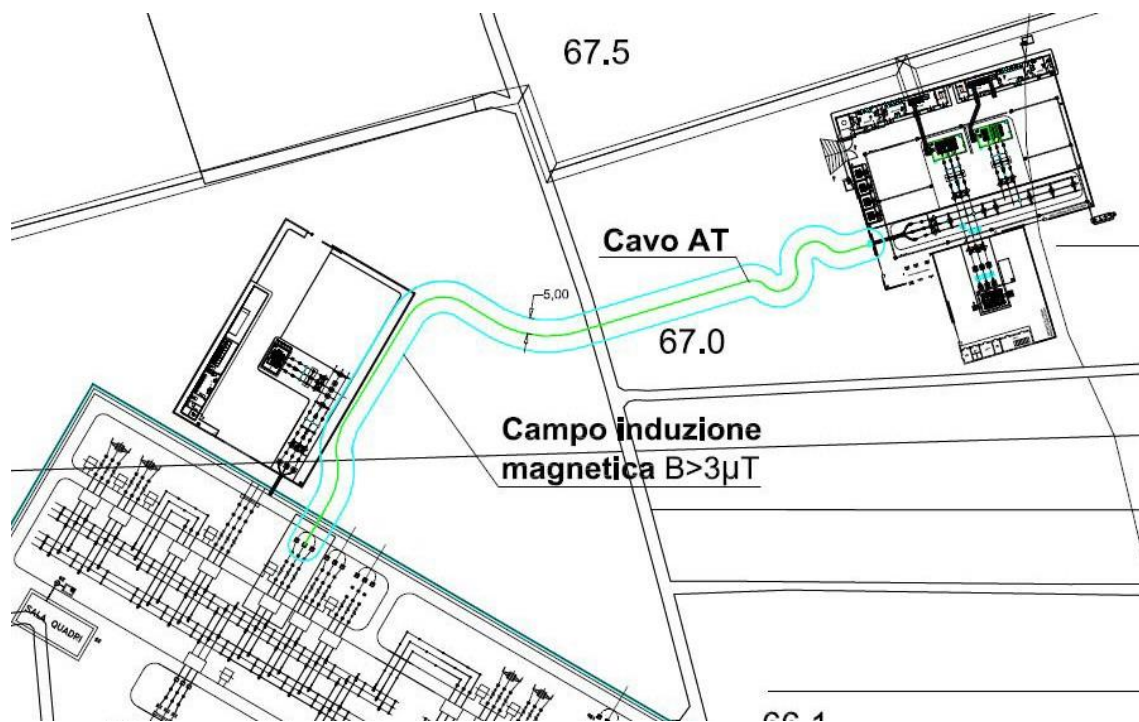 67.5
Cavo AT
5,00
67.0
Campo induzione
magnetica B>3µT
SALA QUADRI
66.1